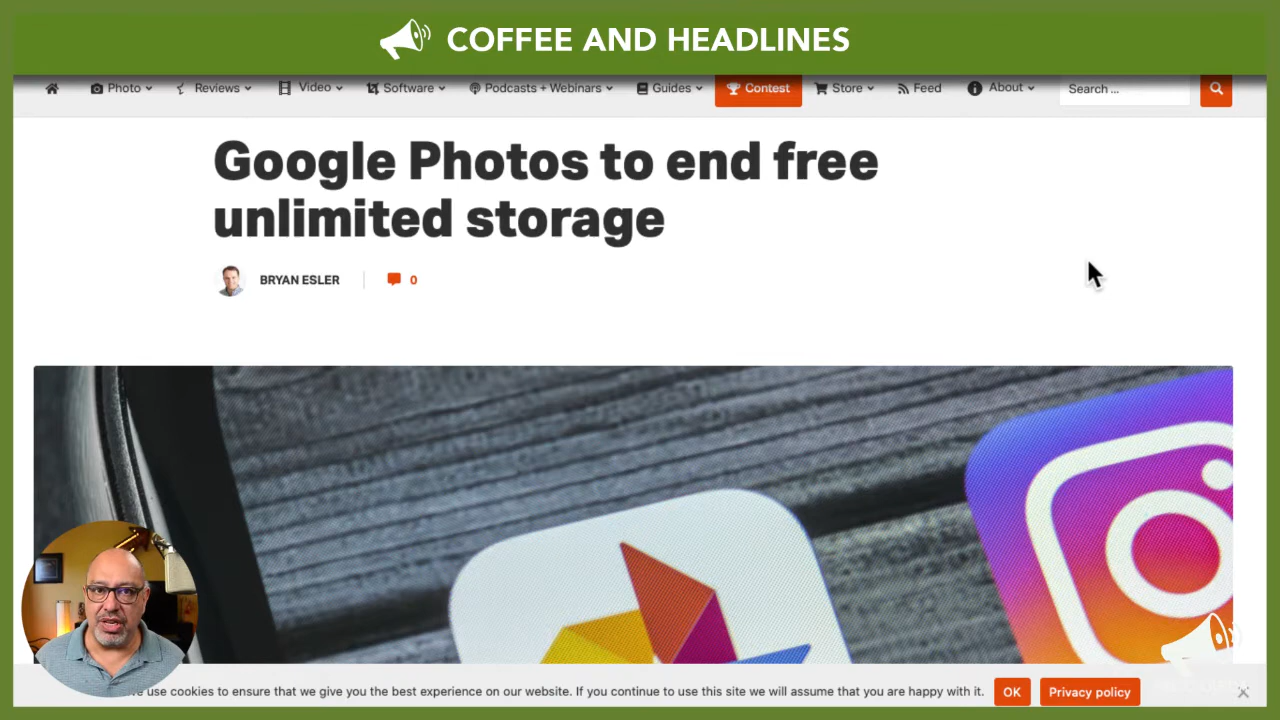 COFFEE AND HEADLINES
Photo Reviews Video Software Podcasts + Webinars Guides Contest Store Feed About Search ...
Google Photos to end free
unlimited storage
BRYAN ESLER 0
use cookies to ensure that we give you the best experience on our website. If you continue to use this site we will assume that you are happy with it. OK Privacy policy